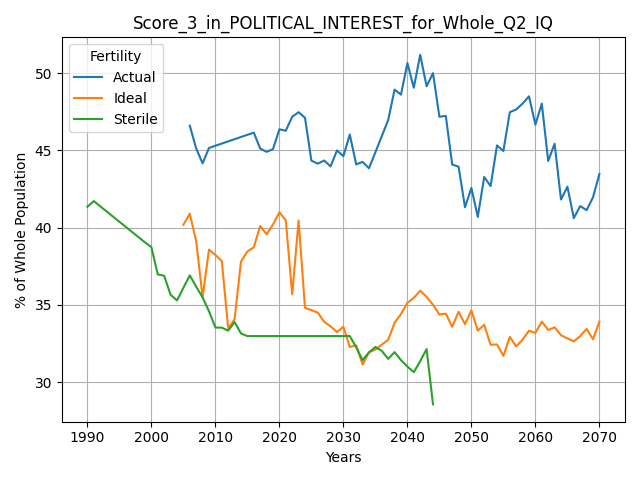 Score_3_in_POLITICAL_INTEREST_for_Whole_Q2_IQ
Fertility
Actual
Ideal
Sterile
% of Whole Population
50
45
40
35
30
1990 2000 2010 2020 2030 2040 2050 2060 2070
Years